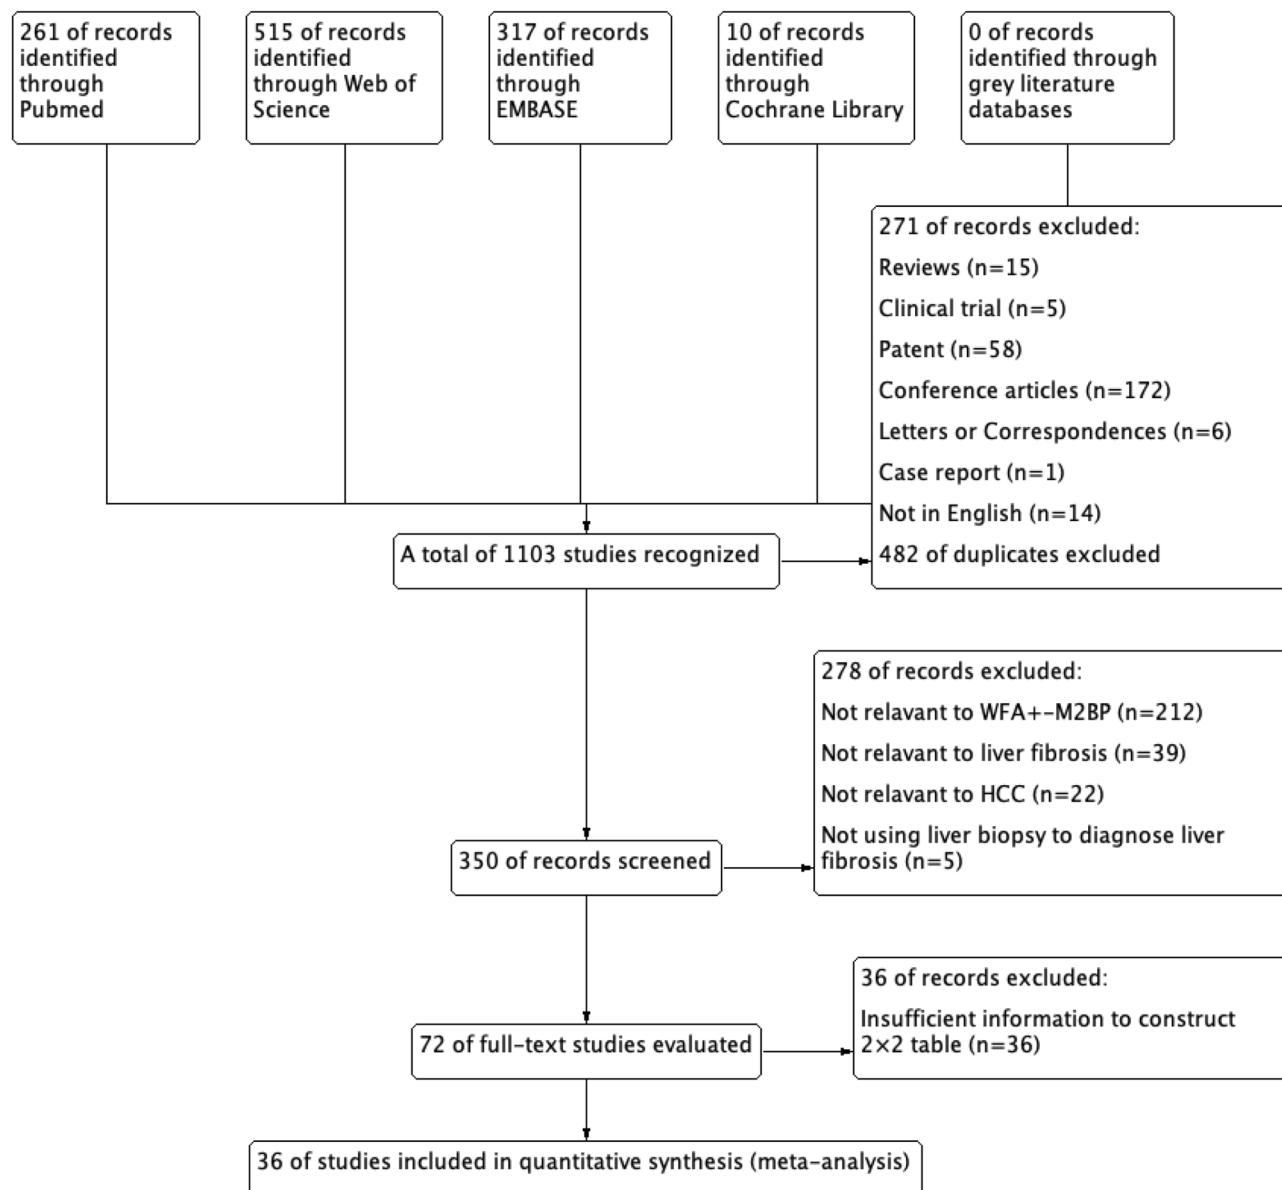 261 of records
identified
through
Pubmed
515 of records
identified
through Web of
Science
317 of records
identified
through
EMBASE
10 of records
identified
through
Cochrane Library
0 of records
identified through
grey literature
databases
271 of records excluded:
Reviews (n=15)
Clinical trial (n=5)
Patent (n=58)
Conference articles (n=172)
Letters or Correspondences (n=6)
Case report (n=1)
Not in English (n=14)
482 of duplicates excluded
A total of 1103 studies recognized
278 of records excluded:
Not relavant to WFA+-M2BP (n=212)
Not relavant to liver fibrosis (n=39)
Not relavant to HCC (n=22)
Not using liver biopsy to diagnose liver
fibrosis (n=5)
350 of records screened
36 of records excluded:
Insufficient information to construct
2×2 table (n=36)
72 of full-text studies evaluated
36 of studies included in quantitative synthesis (meta-analysis)